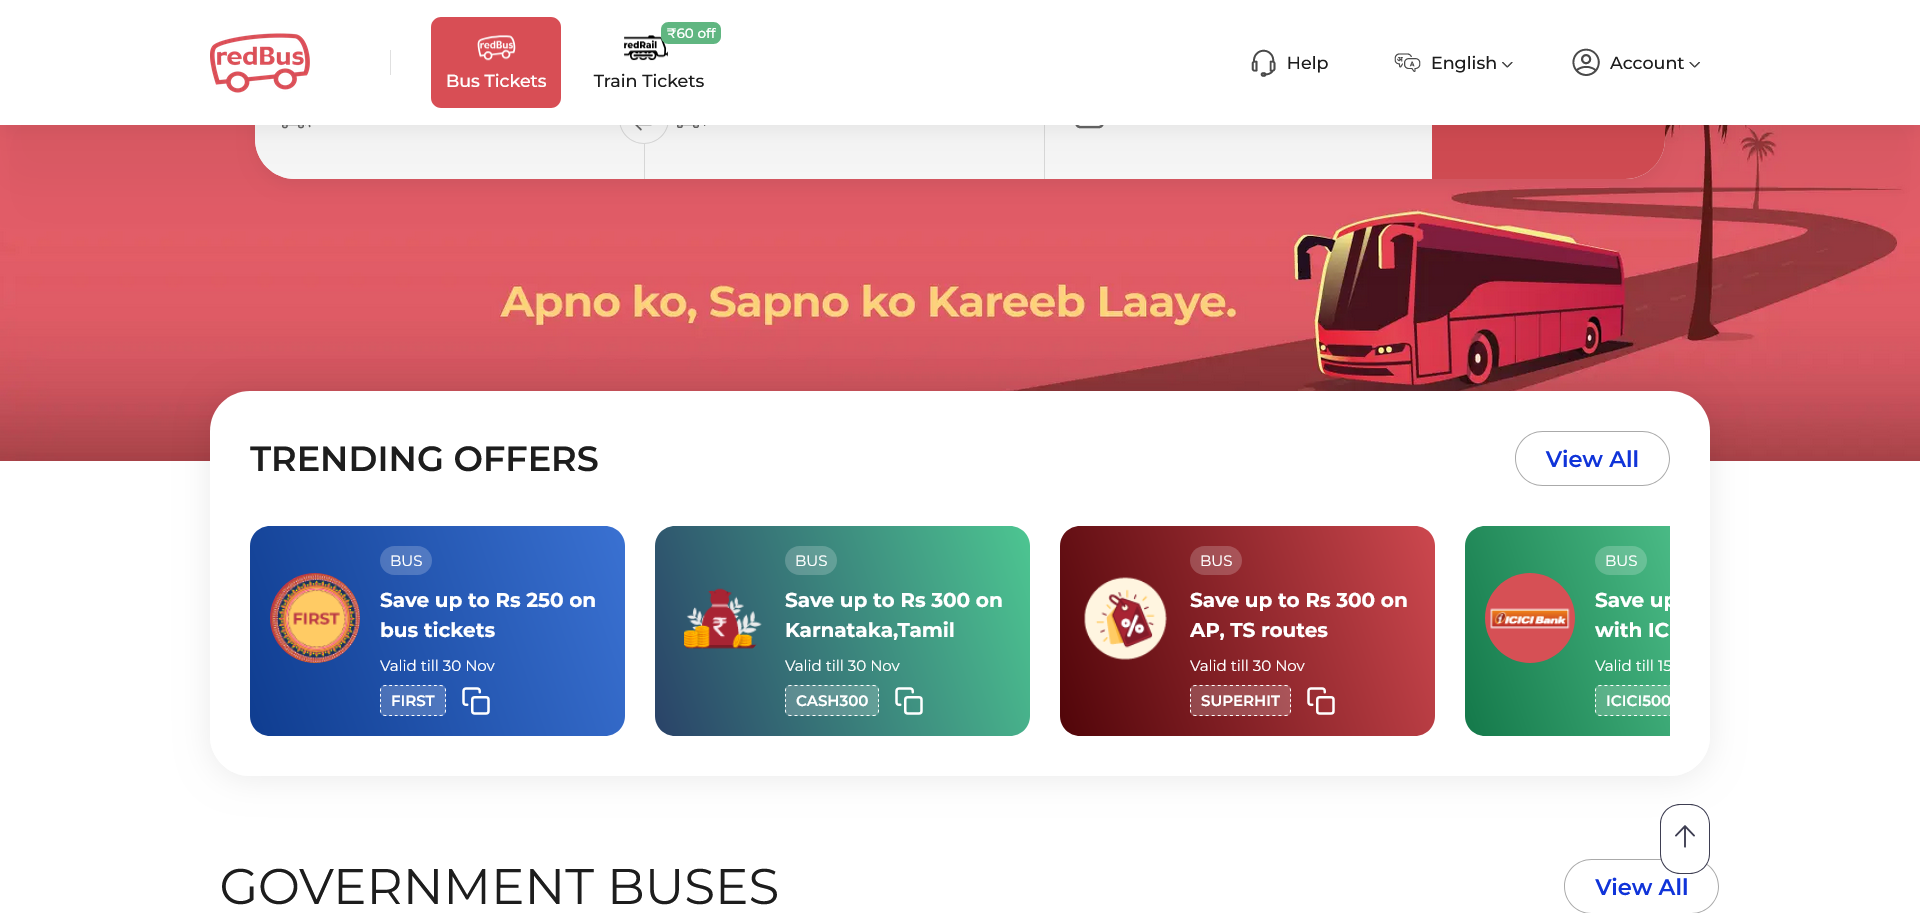 redBus
redBus
Bus Tickets
redRail
₹60 off
Train Tickets
Help
English
Account
Apno ko, Sapno ko Kareeb Laaye.
TRENDING OFFERS
View All
BUS
FIRST
Save up to Rs 250 on
bus tickets
Valid till 30 Nov
FIRST
BUS
Save up to Rs 300 on
Karnataka,Tamil
Valid till 30 Nov
CASH300
BUS
Save up to Rs 300 on
AP, TS routes
Valid till 30 Nov
SUPERHIT
BUS
ICICI Bank
Save up
with IC
Valid till 15
ICICI500
GOVERNMENT BUSES
View All